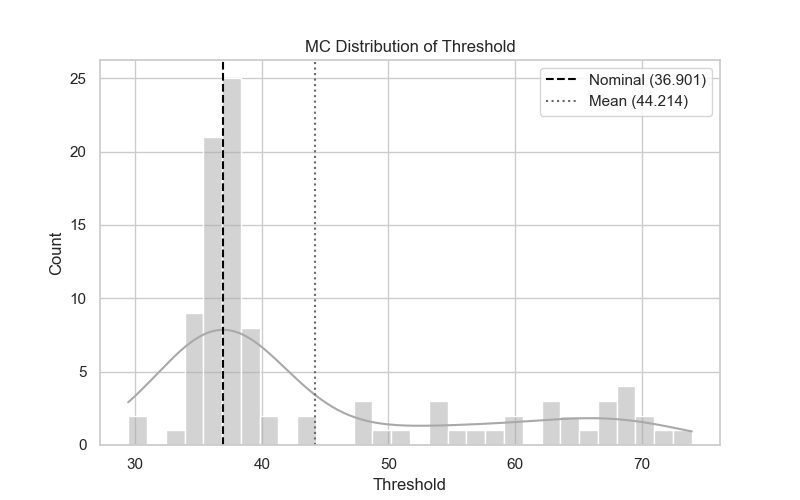 MC Distribution of Threshold
Nominal (36.901)
Mean (44.214)
25
20
15
10
5
0
Count
30 40 50 60 70
Threshold